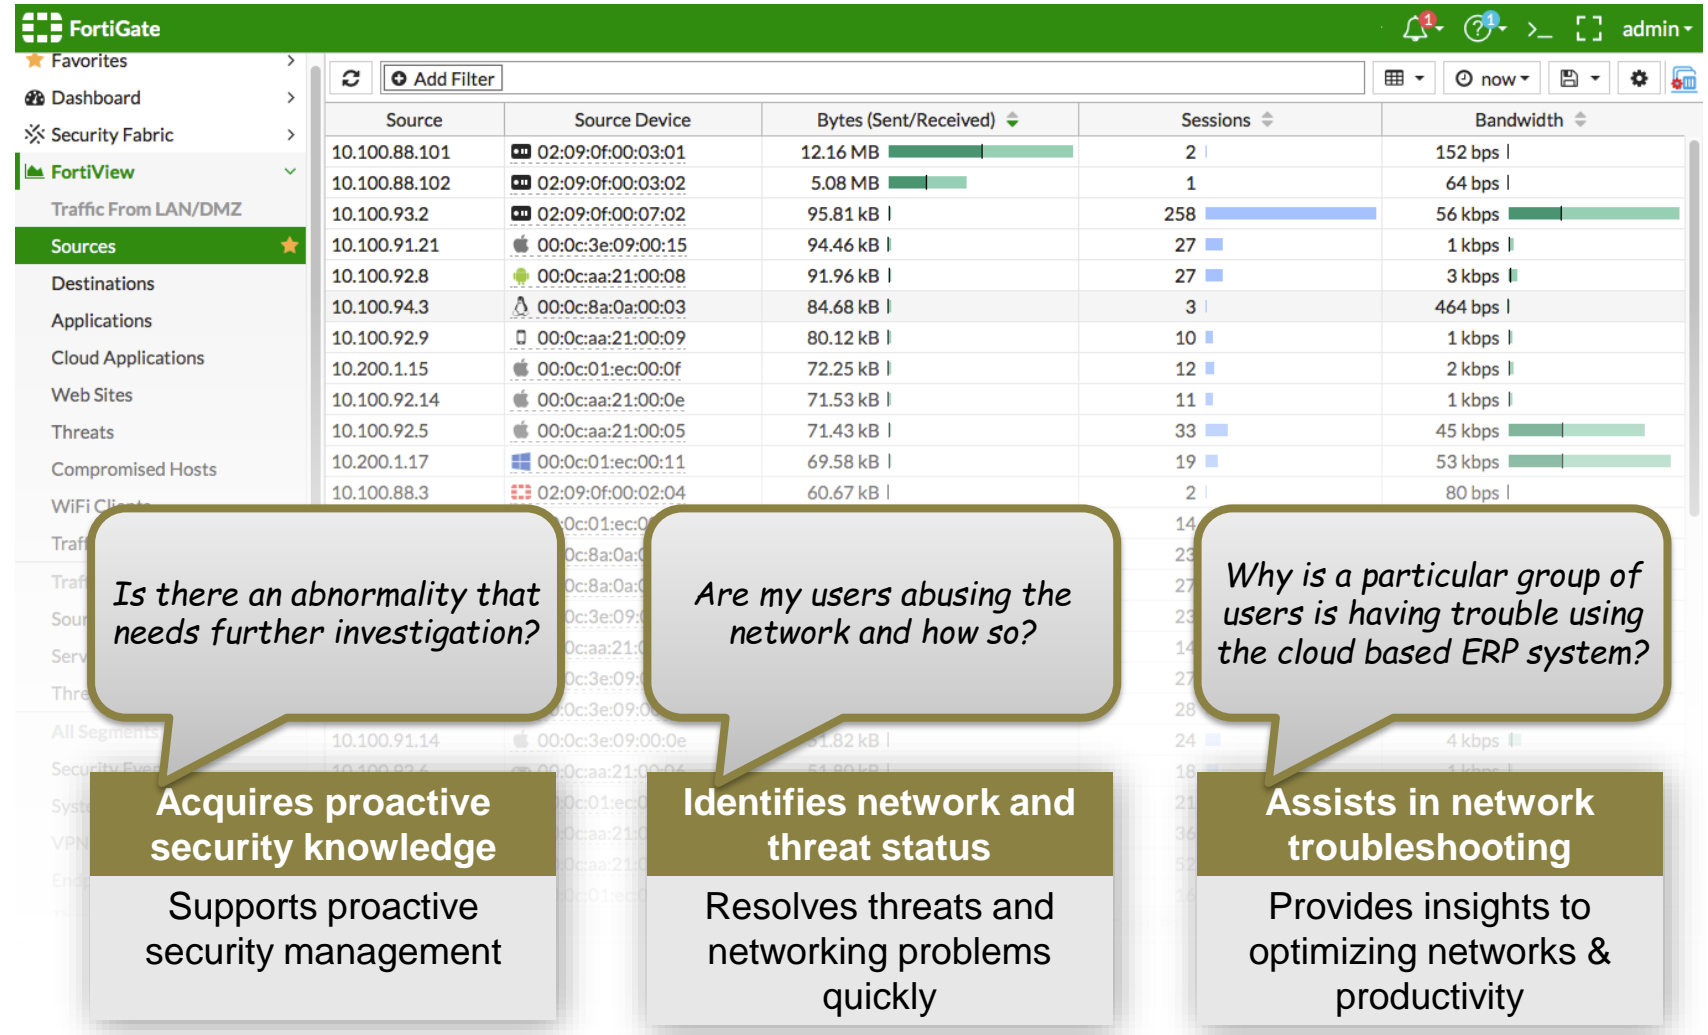 FortiGate
1
1
admin
Favorites
Dashboard
Security Fabric
FortiView
Traffic From LAN/DMZ
Sources
Destinations
Applications
Cloud Applications
Web Sites
Threats
Compromised Hosts
WiFi Clients
All Segments
Add Filter
now
Source Source Device Bytes (Sent/Received) Sessions Bandwidth
10.100.88.101 02:09:0f:00:03:01 12.16 MB 2 152 bps
10.100.88.102 02:09:0f:00:03:02 5.08 MB 1 64 bps
10.100.93.2 02:09:0f:00:07:02 95.81 kB 258 56 kbps
10.100.91.21 00:0c:3e:09:00:15 94.46 kB 27 1 kbps
10.100.92.8 00:0c:aa:21:00:08 91.96 kB 27 3 kbps
10.100.94.3 00:0c:8a:0a:00:03 84.68 kB 3 464 bps
10.100.92.9 00:0c:aa:21:00:09 80.12 kB 10 1 kbps
10.200.1.15 00:0c:01:ec:00:0f 72.25 kB 12 2 kbps
10.100.92.14 00:0c:aa:21:00:0e 71.53 kB 11 1 kbps
10.100.92.5 00:0c:aa:21:00:05 71.43 kB 33 45 kbps
10.200.1.17 00:0c:01:ec:00:11 69.58 kB 19 53 kbps
10.100.88.3 02:09:0f:00:02:04 60.67 kB 2 80 bps
14
23
27
23
14
27
28
10.100.91.14 00:0c:3e:09:00:0e 24 4 kbps
18
Is there an abnormality that
needs further investigation?
Acquires proactive
security knowledge
Supports proactive
security management
Are my users abusing the
network and how so?
Identifies network and
threat status
Resolves threats and
networking problems
quickly
Why is a particular group of
users is having trouble using
the cloud based ERP system?
Assists in network
troubleshooting
Provides insights to
optimizing networks &
productivity